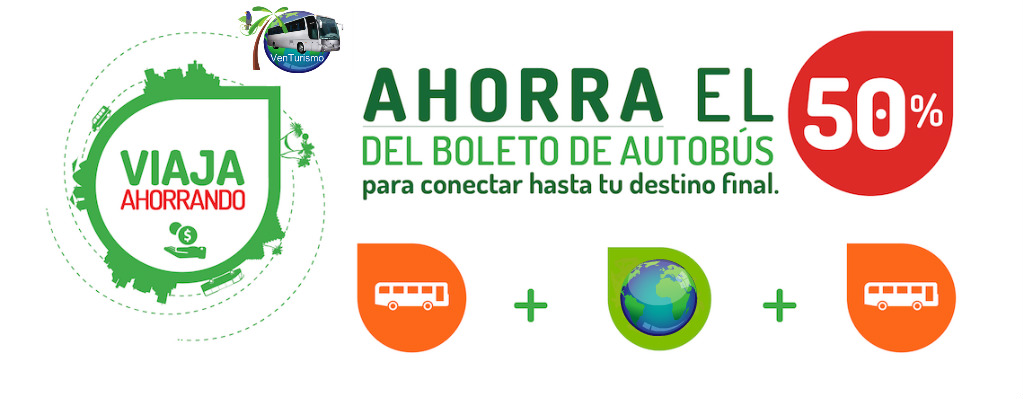 VenTurismo
VIAJA
AHORRANDO
$
AHORRA EL
DEL BOLETO DE AUTOBÚS
para conectar hasta tu destino final.
50%
+
+